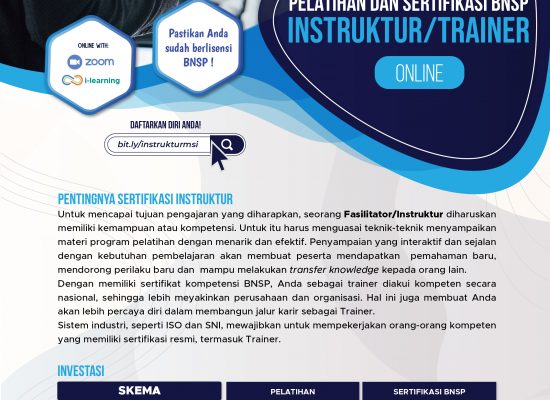 PELATIHAN DAN SERTIFIKASI BNSP
INSTRUKTUR/TRAINER
ONLINE
ONLINE WITH:
zoom
i-learning
Pastikan Anda
sudah berlisensi
BNSP !
DAFTARKAN DIRI ANDA!
bit.ly/instrukturmsi
PENTINGNYA SERTIFIKASI INSTRUKTUR
Untuk mencapai tujuan pengajaran yang diharapkan, seorang Fasilitator/Instruktur diharuskan
memiliki kemampuan atau kompetensi. Untuk itu harus menguasai teknik-teknik menyampaikan
materi program pelatihan dengan menarik dan efektif. Penyampaian yang interaktif dan sejalan
dengan kebutuhan pembelajaran akan membuat peserta mendapatkan pemahaman baru,
mendorong perilaku baru dan mampu melakukan transfer knowledge kepada orang lain.
Dengan memiliki sertifikat kompetensi BNSP, Anda sebagai trainer diakui kompeten secara
nasional, sehingga lebih meyakinkan perusahaan dan organisasi. Hal ini juga membuat Anda
akan lebih percaya diri dalam membangun jalur karir sebagai Trainer.
Sistem industri, seperti ISO dan SNI, mewajibkan untuk mempekerjakan orang-orang kompeten
yang memiliki sertifikasi resmi, termasuk Trainer.
INVESTASI
SKEMA
PELATIHAN
SERTIFIKASI BNSP